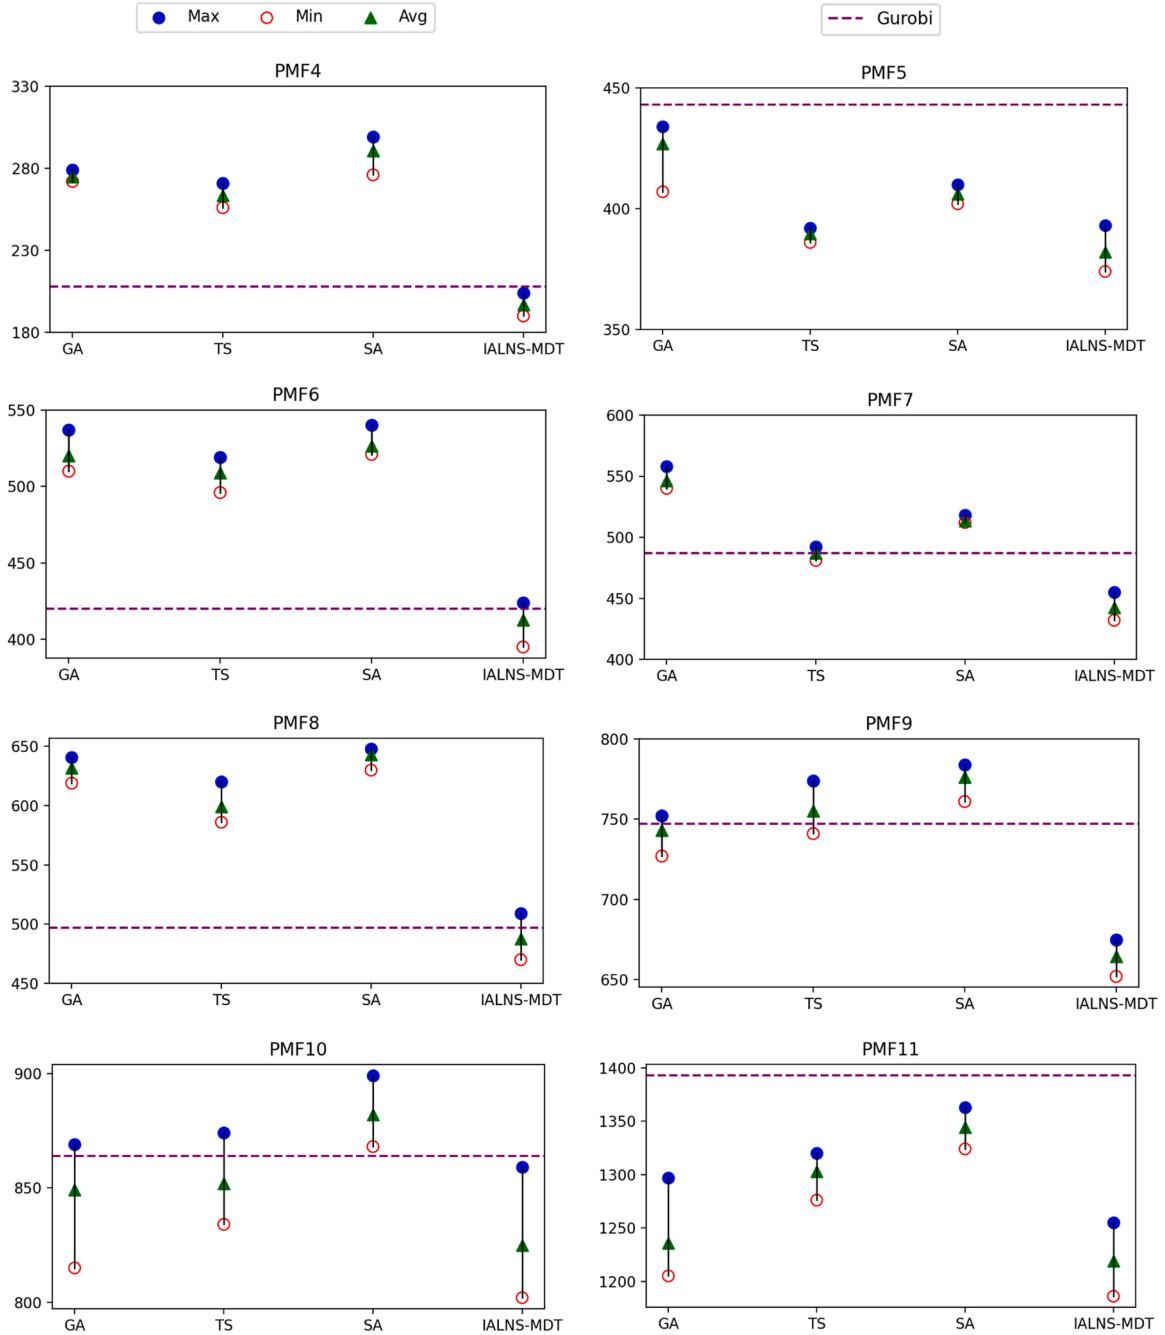 Max Min Avg
Gurobi
PMF4
330
280
230
180
GA TS SA IALNS-MDT
PMF5
450
400
350
GA TS SA IALNS-MDT
PMF6
550
500
450
400
GA TS SA IALNS-MDT
PMF7
600
550
500
450
400
GA TS SA IALNS-MDT
PMF8
650
600
550
500
450
GA TS SA IALNS-MDT
PMF9
800
750
700
650
GA TS SA IALNS-MDT
PMF10
900
850
800
GA TS SA IALNS-MDT
PMF11
1400
1350
1300
1250
1200
GA TS SA IALNS-MDT